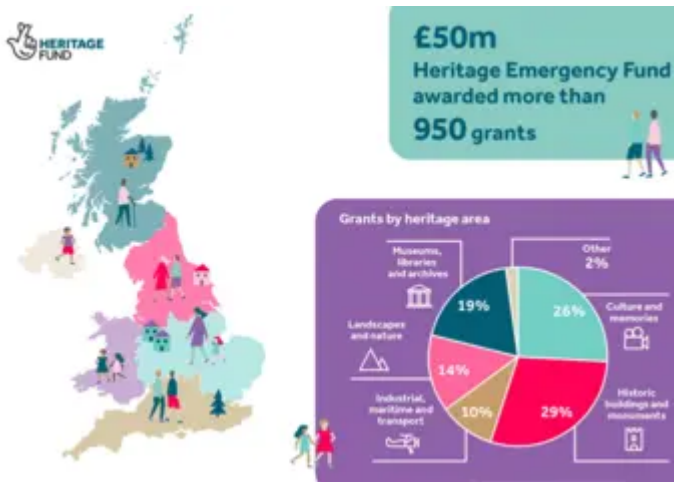 HERITAGE
FUND
£50m
Heritage Emergency Fund
awarded more than
950 grants
Grants by heritage area
Museums,
libraries
and archives
Other
2%
19%
26%
Culture and
memories
Landscapes
and nature
14%
Industrial,
maritime and
transport
10%
29%
Historic
buildings and
monuments